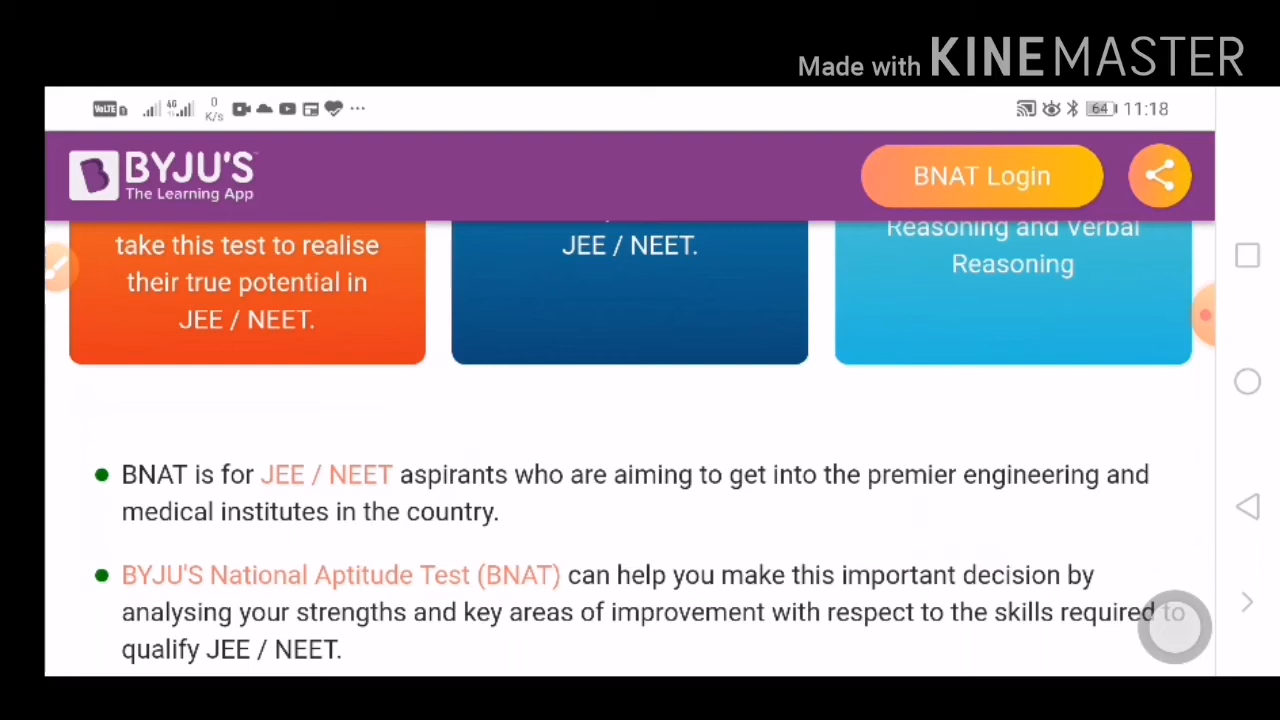 Made with KINEMASTER
VoLTE 4G 0 K/s 64 11:18
BYJU'S
The Learning App
BNAT Login
take this test to realise
their true potential in
JEE / NEET.
JEE / NEET.
Reasoning and Verbal
Reasoning
BNAT is for JEE / NEET aspirants who are aiming to get into the premier engineering and
medical institutes in the country.
BYJU'S National Aptitude Test (BNAT) can help you make this important decision by
analysing your strengths and key areas of improvement with respect to the skills required to
qualify JEE / NEET.